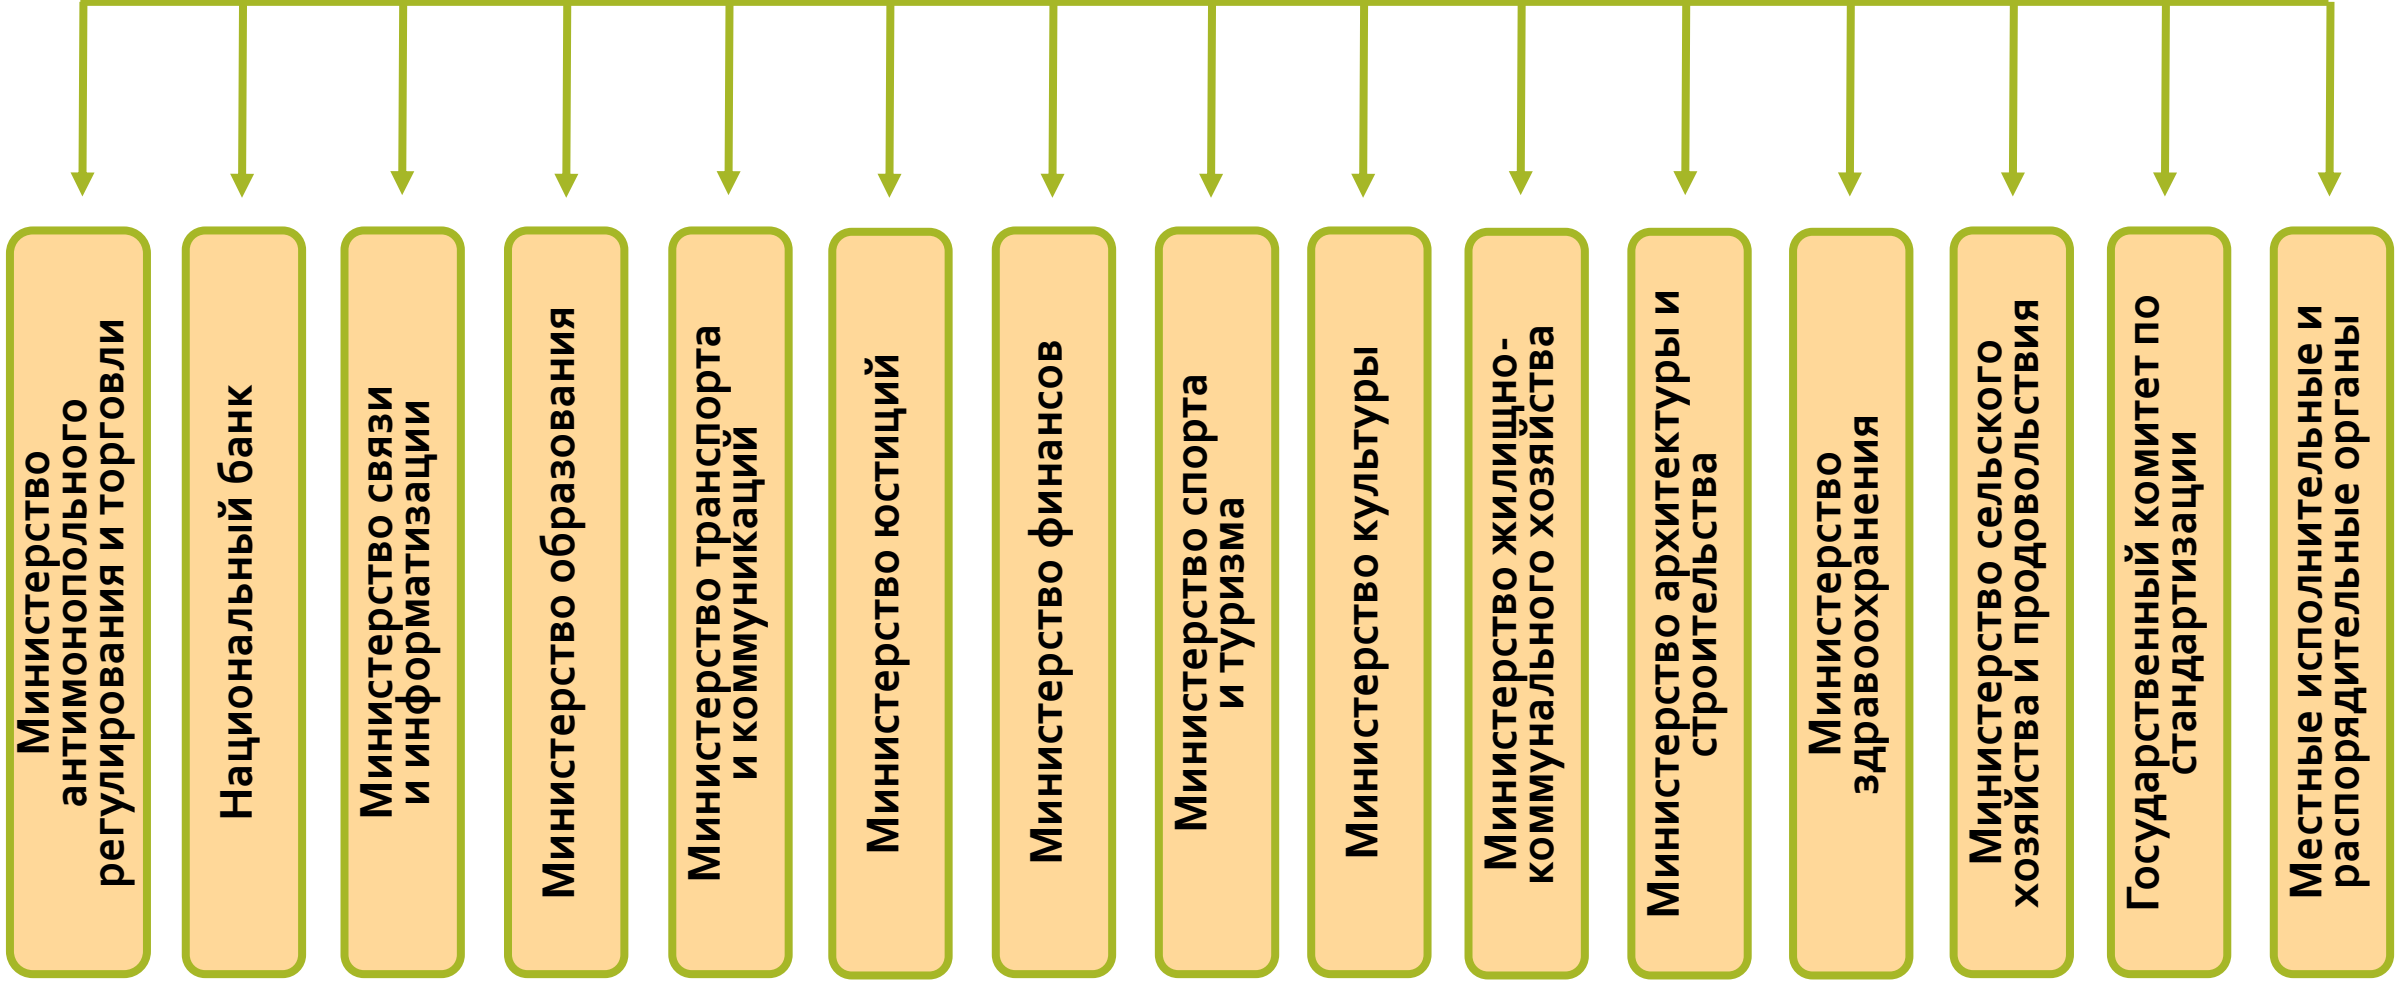 Министерство
антимонопольного
регулирования и торговли
Национальный банк
Министерство связи
и информатизации
Министерство образования
Министерство транспорта
и коммуникаций
Министерство юстиций
Министерство финансов
Министерство спорта
и туризма
Министерство культуры
Министерство жилищно-
коммунального хозяйства
Министерство архитектуры и
строительства
Министерство
здравоохранения
Министерство сельского
хозяйства и продовольствия
Государственный комитет по
стандартизации
Местные исполнительные и
распорядительные органы